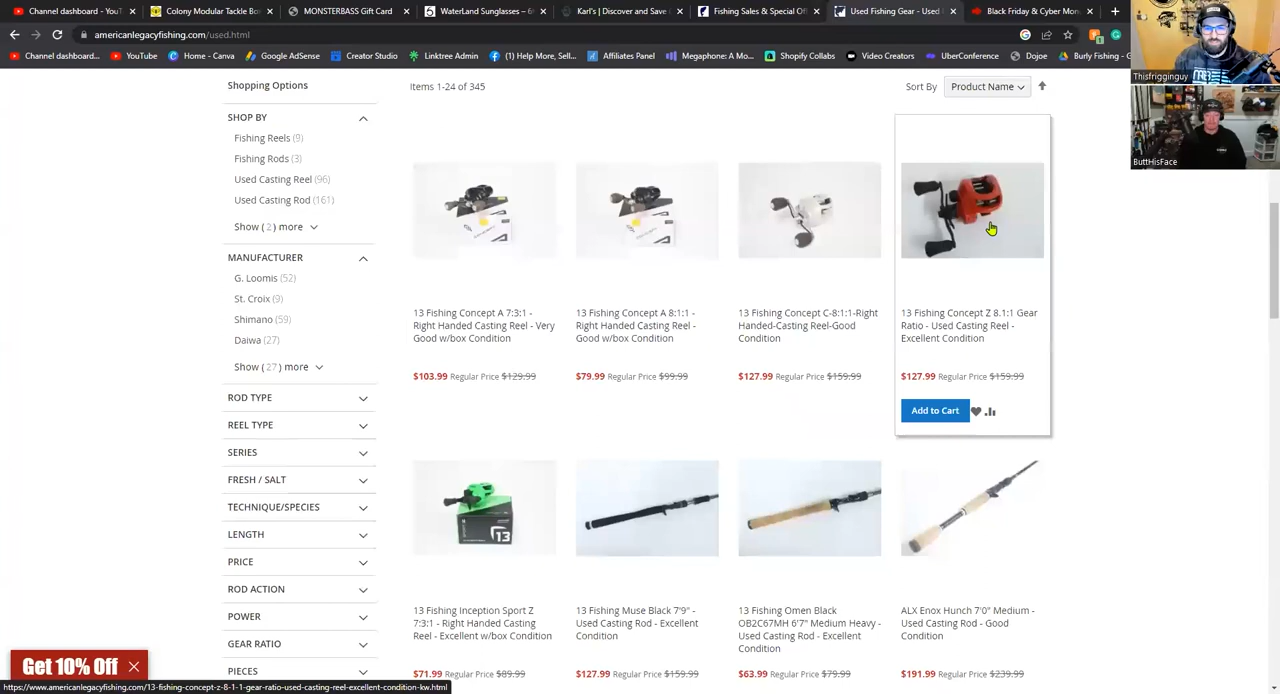 Channel dashboard - YouT
Colony Modular Tackle Bo
MONSTERBASS Gift Card
WaterLand Sunglasses - 6
Karl's | Discover and Save
Fishing Sales & Special Of
Used Fishing Gear - Used
Black Friday & Cyber Mon
americanlegacyfishing.com/used.html
Channel dashboard...
YouTube
Home - Canva
Google AdSense
Creator Studio
Linktree Admin
(1) Help More, Sell...
Affiliates Panel
Megaphone: A Mo...
Shopify Collabs
Video Creators
UberConference
Dojoe
Burly Fishing -
Thisfrigginguy
ButtHisFace
Shopping Options
Items 1-24 of 345
Sort By
Product Name
SHOP BY
Fishing Reels (9)
Fishing Rods (3)
Used Casting Reel (96)
Used Casting Rod (161)
Show (2) more
MANUFACTURER
G. Loomis (52)
St. Croix (9)
Shimano (59)
Daiwa (27)
Show (27) more
ROD TYPE
REEL TYPE
SERIES
FRESH / SALT
TECHNIQUE/SPECIES
LENGTH
PRICE
ROD ACTION
POWER
GEAR RATIO
PIECES
13 Fishing Concept A 7:3:1 -
Right Handed Casting Reel - Very
Good w/box Condition
$103.99 Regular Price $129.99
13 Fishing Concept A 8:1:1 -
Right Handed Casting Reel -
Good w/box Condition
$79.99 Regular Price $99.99
13 Fishing Concept C-8:1:1-Right
Handed-Casting Reel-Good
Condition
$127.99 Regular Price $159.99
13 Fishing Concept Z 8.1:1 Gear
Ratio - Used Casting Reel -
Excellent Condition
$127.99 Regular Price $159.99
Add to Cart
13
13 Fishing Inception Sport Z
7:3:1 - Right Handed Casting
Reel - Excellent w/box Condition
$71.99 Regular Price $89.99
13 Fishing Muse Black 7'9" -
Used Casting Rod - Excellent
Condition
$127.99 Regular Price $159.99
13 Fishing Omen Black
OB2C67MH 6'7" Medium Heavy -
Used Casting Rod - Excellent
Condition
$63.99 Regular Price $79.99
ALX Enox Hunch 7'0" Medium -
Used Casting Rod - Good
Condition
$191.99 Regular Price $239.99
Get 10% Off
https://www.americanlegacyfishing.com/13-fishing-concept-z-8-1-1-gear-ratio-used-casting-reel-excellent-condition-kw.html